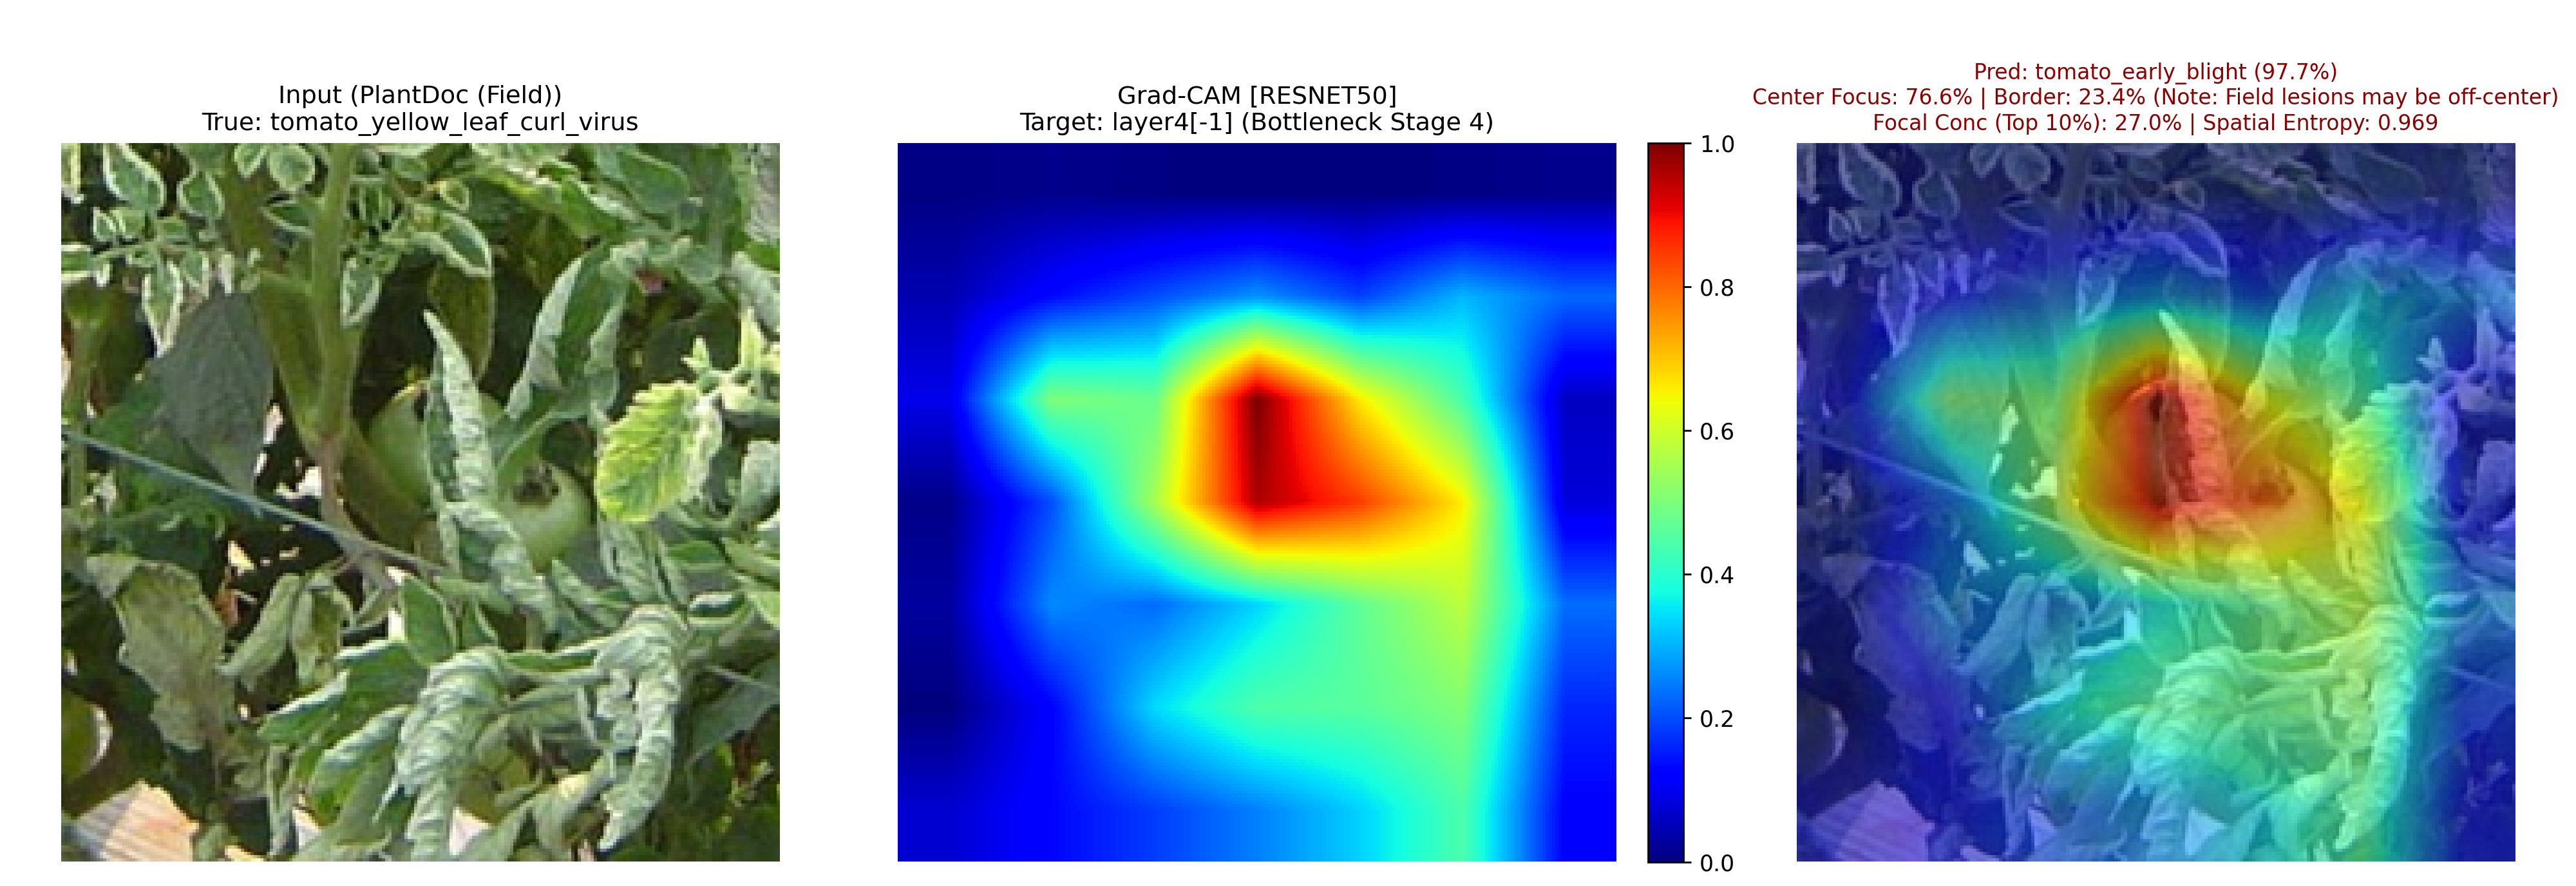 Input (PlantDoc (Field))
True: tomato_yellow_leaf_curl_virus
Grad-CAM [RESNET50]
Target: layer4[-1] (Bottleneck Stage 4)
1.0
0.8
0.6
0.4
0.2
0.0
Pred: tomato_early_blight (97.7%)
Center Focus: 76.6% | Border: 23.4% (Note: Field lesions may be off-center)
Focal Conc (Top 10%): 27.0% | Spatial Entropy: 0.969